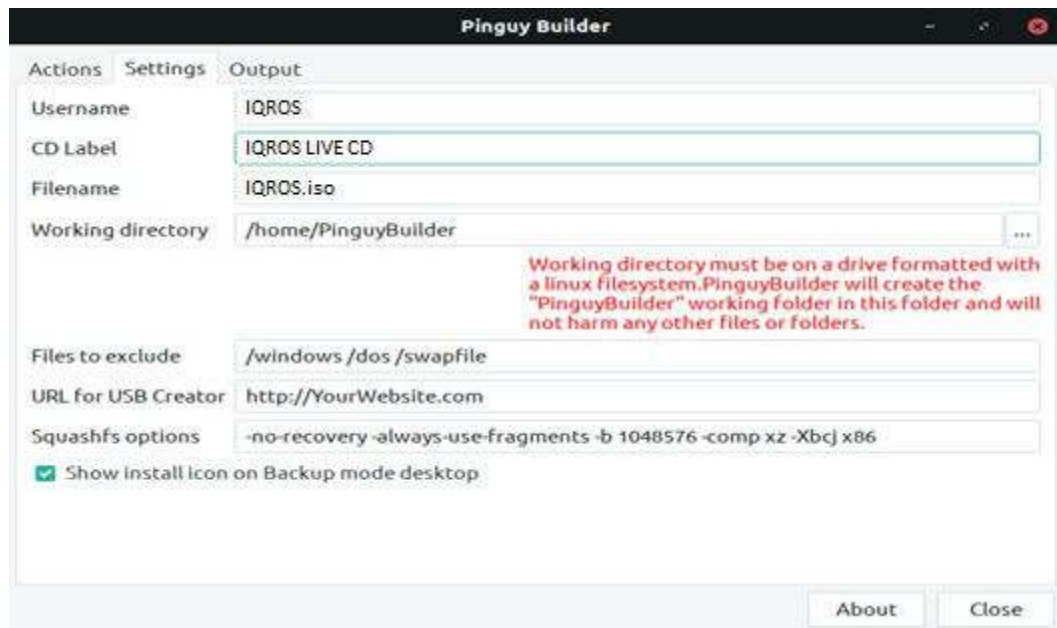 Pinguy Builder
Actions Settings Output
Username IQROS
CD Label IQROS LIVE CD
Filename IQROS.iso
Working directory /home/PinguyBuilder ...
Working directory must be on a drive formatted with
a linux filesystem.PinguyBuilder will create the
"PinguyBuilder" working folder in this folder and will
not harm any other files or folders.
Files to exclude /windows /dos /swapfile
URL for USB Creator http://YourWebsite.com
Squashfs options -no-recovery -always-use-fragments -b 1048576 -comp xz -Xbcj x86
Show install icon on Backup mode desktop
About Close